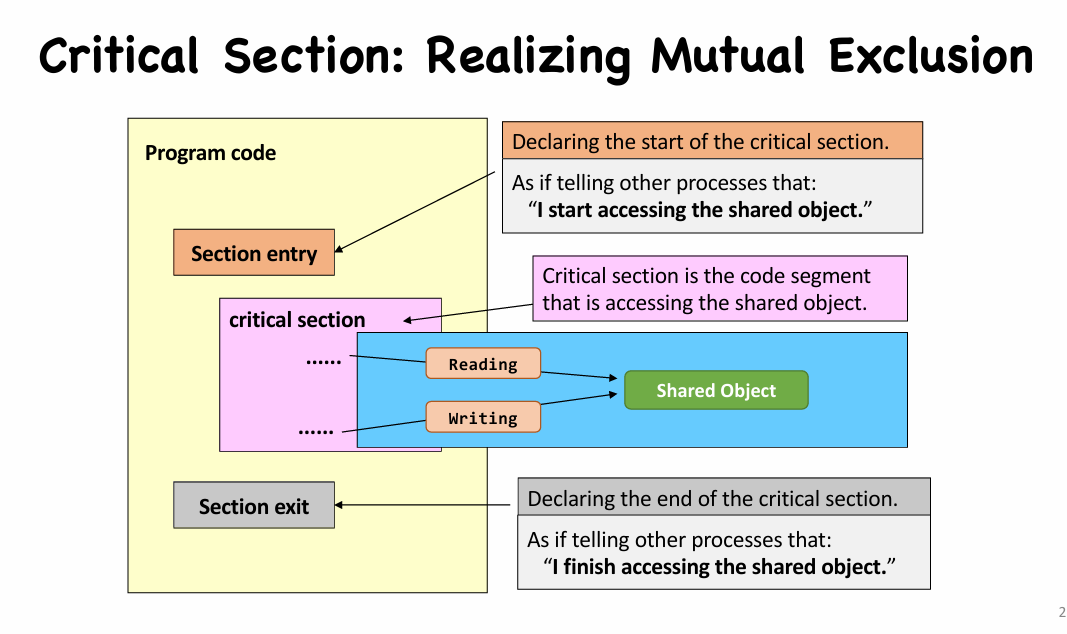 Critical Section: Realizing Mutual Exclusion
Program code
Declaring the start of the critical section.
As if telling other processes that:
“I start accessing the shared object.”
Section entry
Critical section is the code segment
that is accessing the shared object.
critical section
......
Reading
Shared Object
Writing
......
Section exit
Declaring the end of the critical section.
As if telling other processes that:
“I finish accessing the shared object.”
2